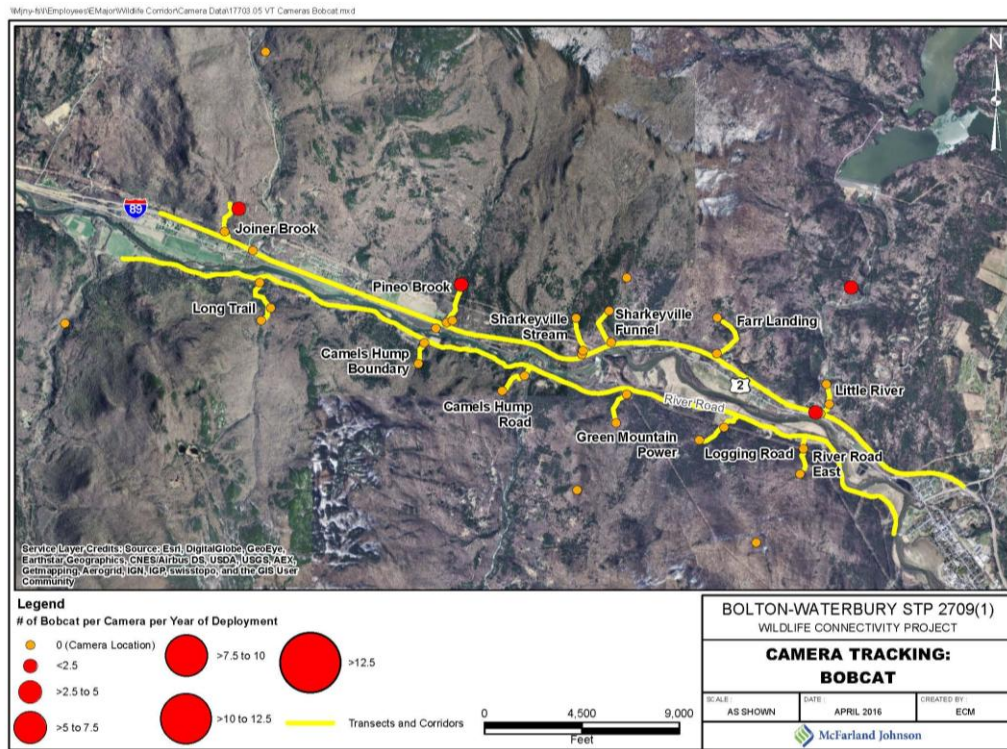 \\Mjny-fs\l\Employees\EMajor\Wildlife Corridor\Camera Data\17703.05 VT Cameras Bobcat.mxd
N
89
Joiner Brook
Pineo Brook
Long Trail
Sharkeyville
Stream
Sharkeyville
Funnel
Farr Landing
Camels Hump
Boundary
2
Little River
Camels Hump
Road
River Road
Green Mountain
Power
Logging Road
River Road
East
Service Layer Credits: Source: Esri, DigitalGlobe, GeoEye,
Earthstar Geographics, CNES/Airbus DS, USDA, USGS, AEX,
Getmapping, Aerogrid, IGN, IGP, swisstopo, and the GIS User
Community
Legend
# of Bobcat per Camera per Year of Deployment
0 (Camera Location)
<2.5
>2.5 to 5
>5 to 7.5
>7.5 to 10
>10 to 12.5
>12.5
Transects and Corridors
0 4,500 9,000
Feet
BOLTON-WATERBURY STP 2709(1)
WILDLIFE CONNECTIVITY PROJECT
CAMERA TRACKING:
BOBCAT
SCALE: DATE: CREATED BY:
AS SHOWN APRIL 2016 ECM
McFarland Johnson